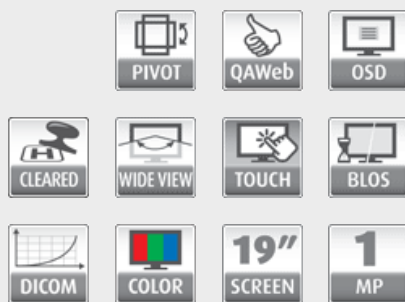 PIVOT
QAWeb
OSD
CLEARED
WIDE VIEW
TOUCH
BLOS
DICOM
COLOR
19"
SCREEN
1
MP